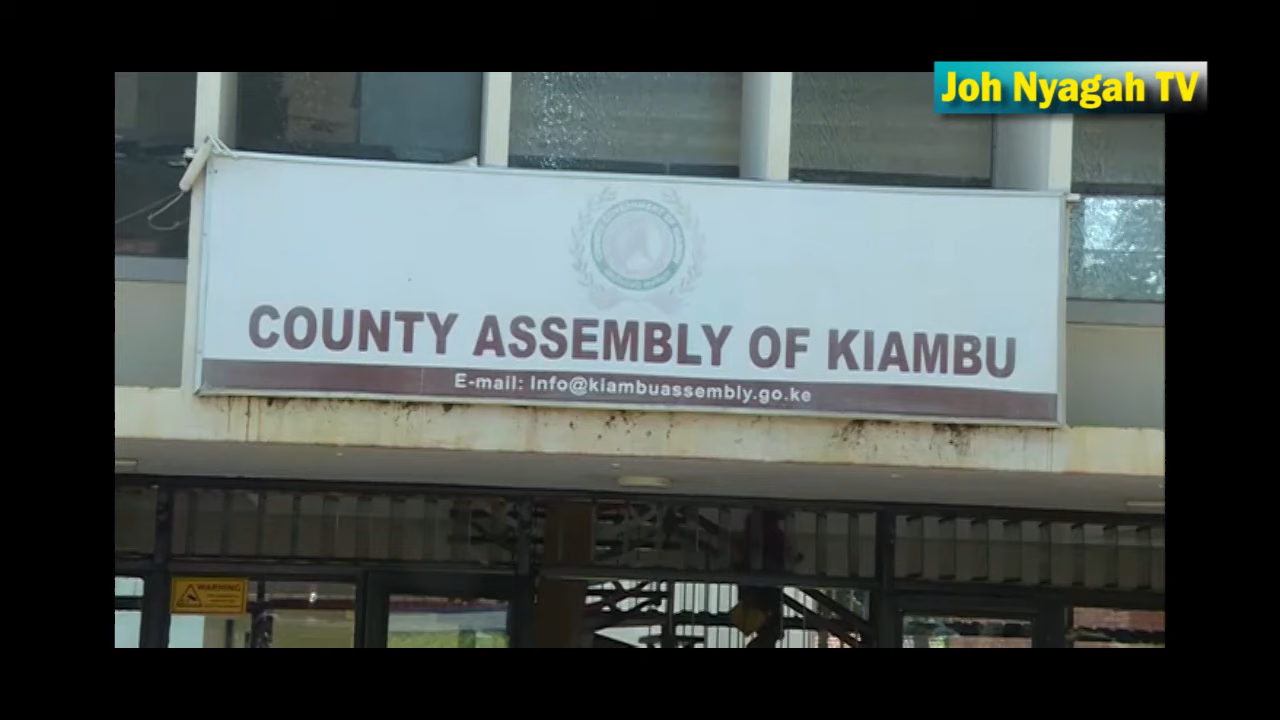 Joh Nyagah TV
COUNTY ASSEMBLY OF KIAMBU
E-mail: Info@kiambuassembly.go.ke
WARNING